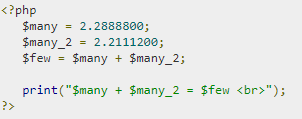 <?php
$many = 2.2888800;
$many_2 = 2.2111200;
$few = $many + $many_2;
print("$many + $many_2 = $few <br>");
?>